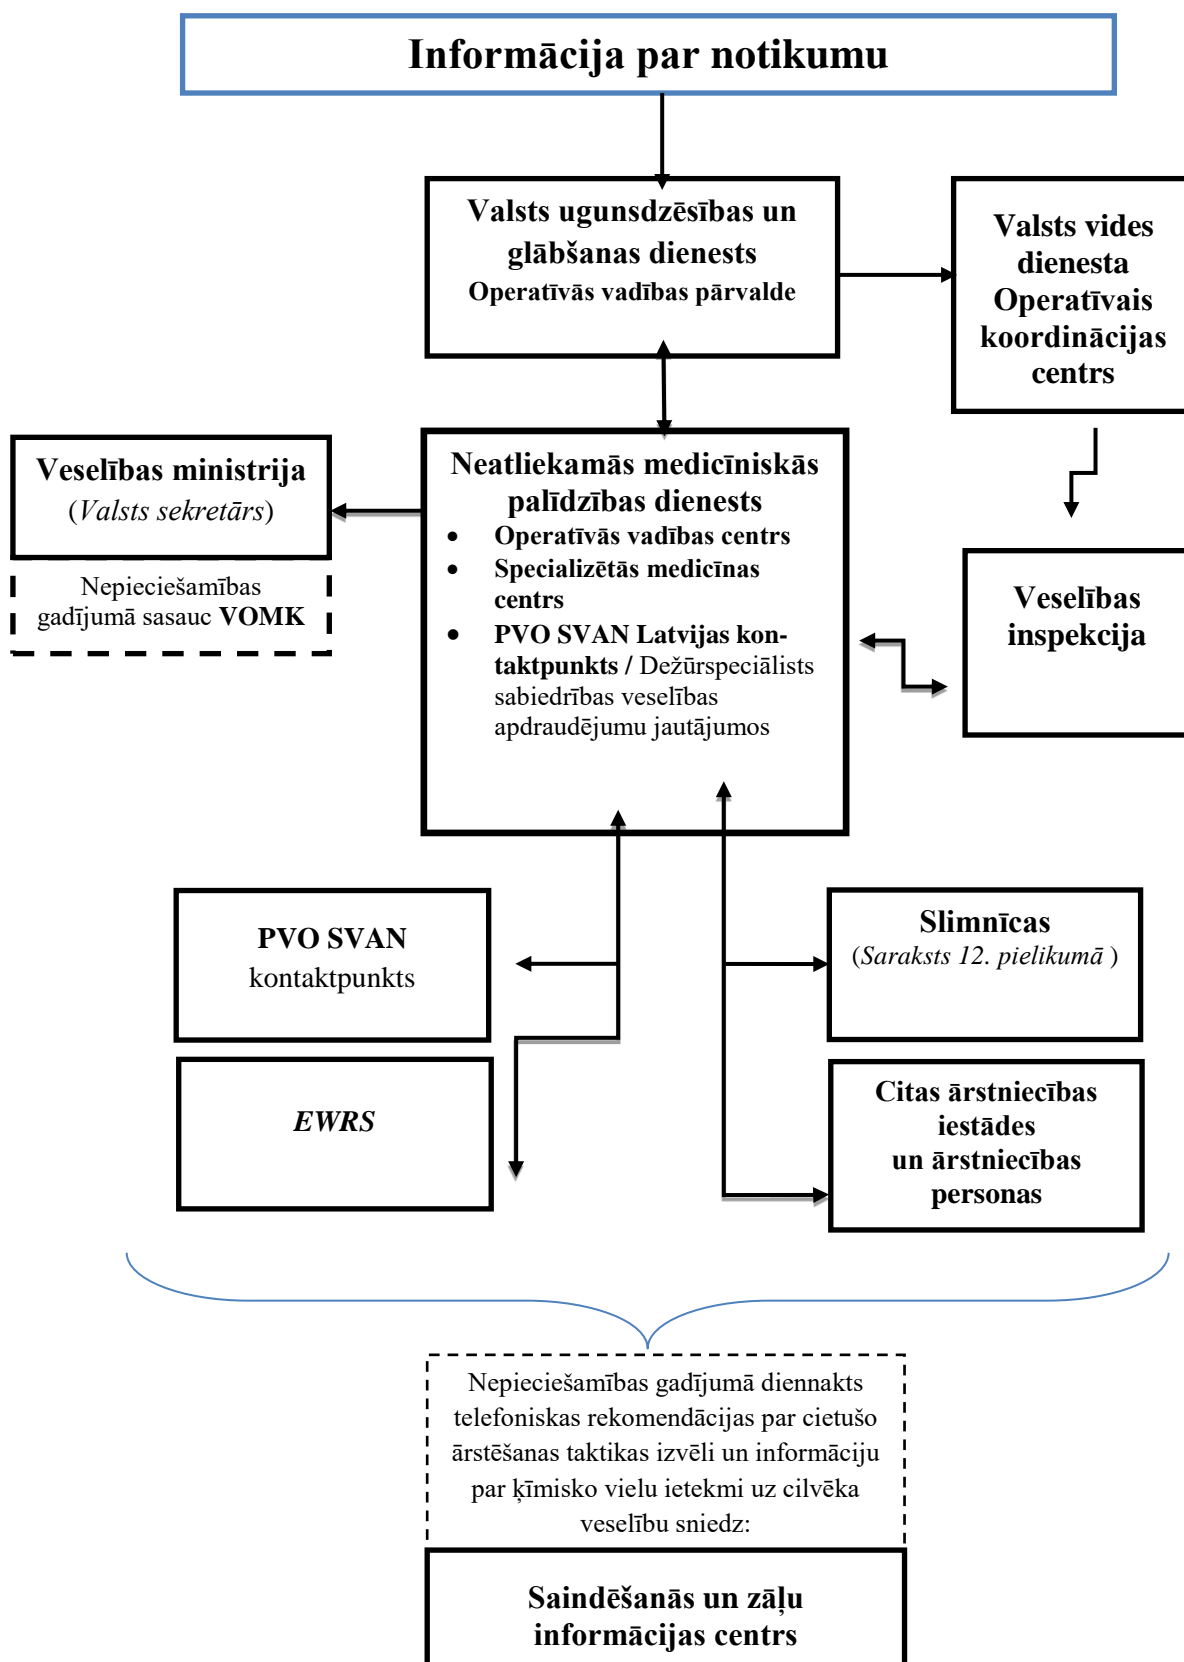 Informācija par notikumu
Valsts ugunsdzēsības un
glābšanas dienests
Operatīvās vadības pārvalde
Valsts vides
dienesta
Operatīvais
koordinācijas
centrs
Veselības ministrija
(Valsts sekretārs)
Nepieciešamības
gadījumā sasauc VOMK
Neatliekamās medicīniskās
palīdzības dienests
• Operatīvās vadības centrs
• Specializētās medicīnas
centrs
• PVO SVAN Latvijas kon-
taktpunkts / Dežūrspeciālists
sabiedrības veselības
apdraudējumu jautājumos
Veselības
inspekcija
PVO SVAN
kontaktpunkts
EWRS
Slimnīcas
(Saraksts 12. pielikumā )
Citas ārstniecības
iestādes
un ārstniecības
personas
Nepieciešamības gadījumā diennakts
telefoniskas rekomendācijas par cietušo
ārstēšanas taktikas izvēli un informāciju
par ķīmisko vielu ietekmi uz cilvēka
veselību sniedz:
Saindēšanās un zāļu
informācijas centrs